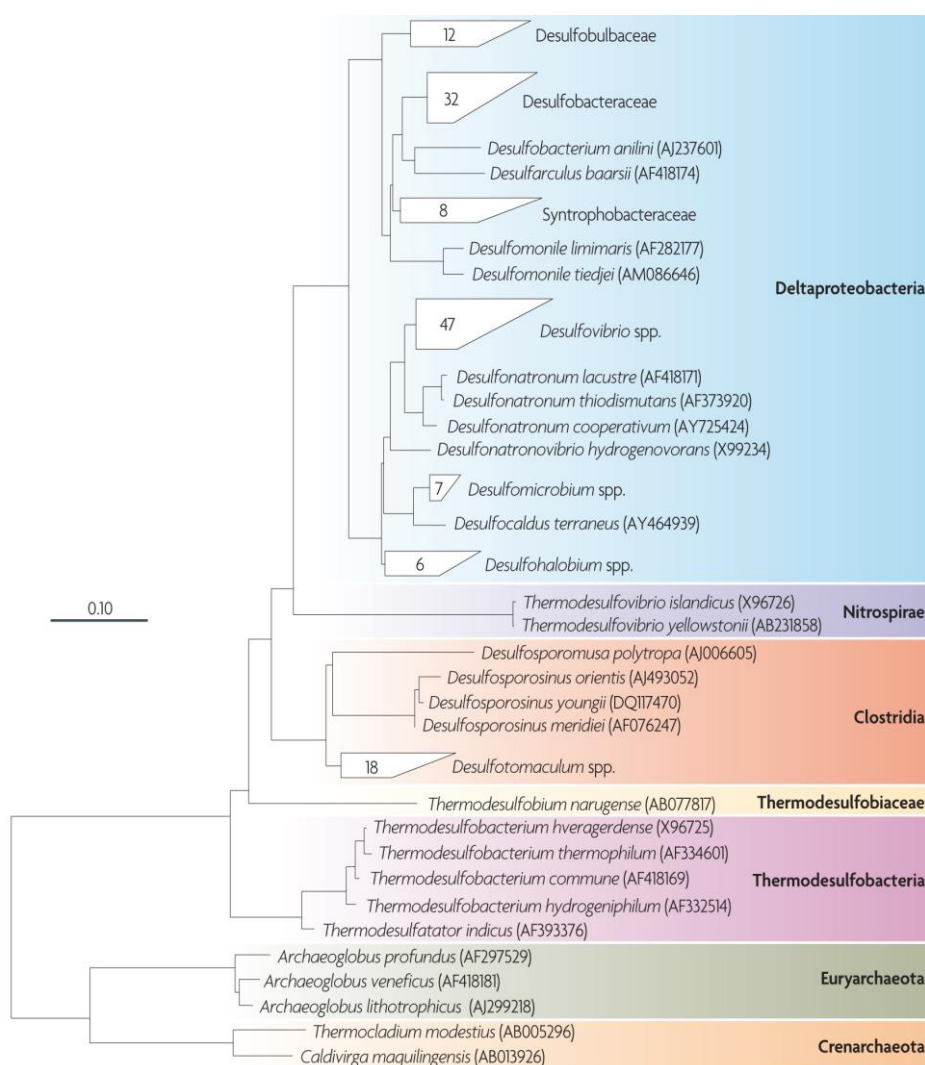 12 Desulfobulbaceae
32 Desulfobacteraceae
Desulfobacterium anilini (AJ237601)
Desulfarculus baarsii (AF418174)
8 Syntrophobacteraceae
Desulfomonile limimaris (AF282177)
Desulfomonile tiedjei (AM086646)
Deltaproteobacteria
47 Desulfovibrio spp.
Desulfonatronum lacustre (AF418171)
Desulfonatronum thiodismutans (AF373920)
Desulfonatronum cooperativum (AY725424)
Desulfonatronovibrio hydrogenovorans (X99234)
7 Desulfomicrobium spp.
Desulfocaldus terraneus (AY464939)
6 Desulfohalobium spp.
0.10
Thermodesulfovibrio islandicus (X96726)
Nitrospirae
Thermodesulfovibrio yellowstonii (AB231858)
Desulfosporomusa polytropa (AJ006605)
Desulfosporosinus orientis (AJ493052)
Desulfosporosinus youngii (DQ117470)
Clostridia
Desulfosporosinus meridiei (AF076247)
18 Desulfotomaculum spp.
Thermodesulfobium narugense (AB077817) Thermodesulfobiaceae
Thermodesulfobacterium hveragerdense (X96725)
Thermodesulfobacterium thermophilum (AF334601)
Thermodesulfobacterium commune (AF418169) Thermodesulfobacteria
Thermodesulfobacterium hydrogeniphilum (AF332514)
Thermodesulfatator indicus (AF393376)
Archaeoglobus profundus (AF297529)
Archaeoglobus veneficus (AF418181) Euryarchaeota
Archaeoglobus lithotrophicus (AJ299218)
Thermocladium modestius (AB005296)
Crenarchaeota
Caldivirga maquilingensis (AB013926)